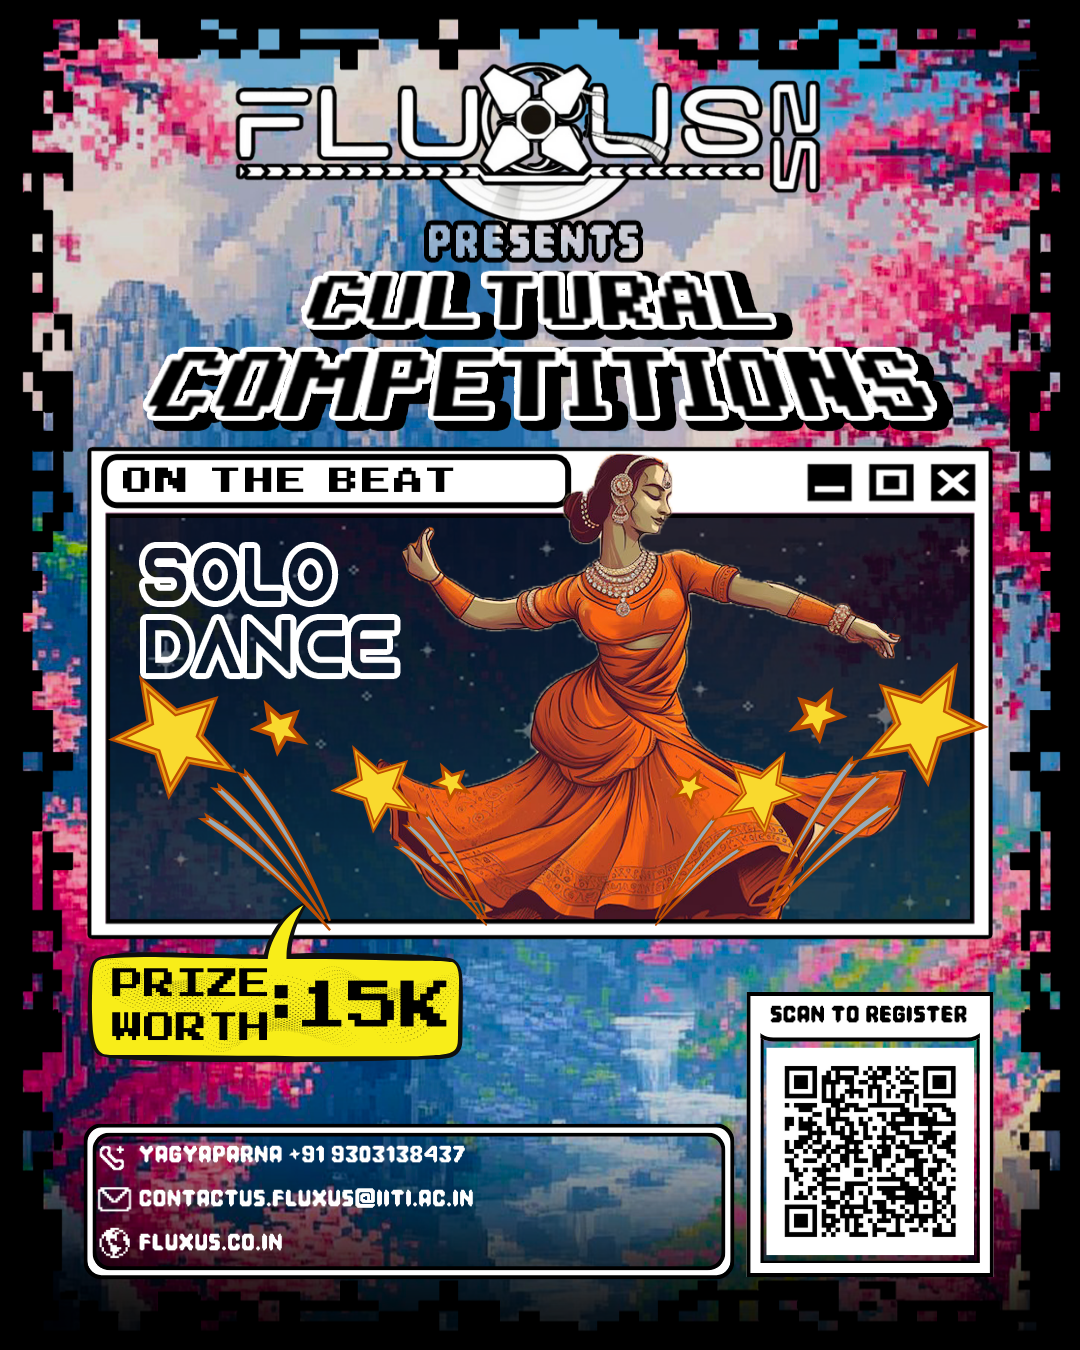 FLUXUS 25
PRESENTS
CULTURAL
COMPETITIONS
ON THE BEAT
SOLO
DANCE
PRIZE
WORTH :15K
SCAN TO REGISTER
YAGYAPARNA +91 9303138437
CONTACTUS.FLUXUS@IITI.AC.IN
FLUXUS.CO.IN